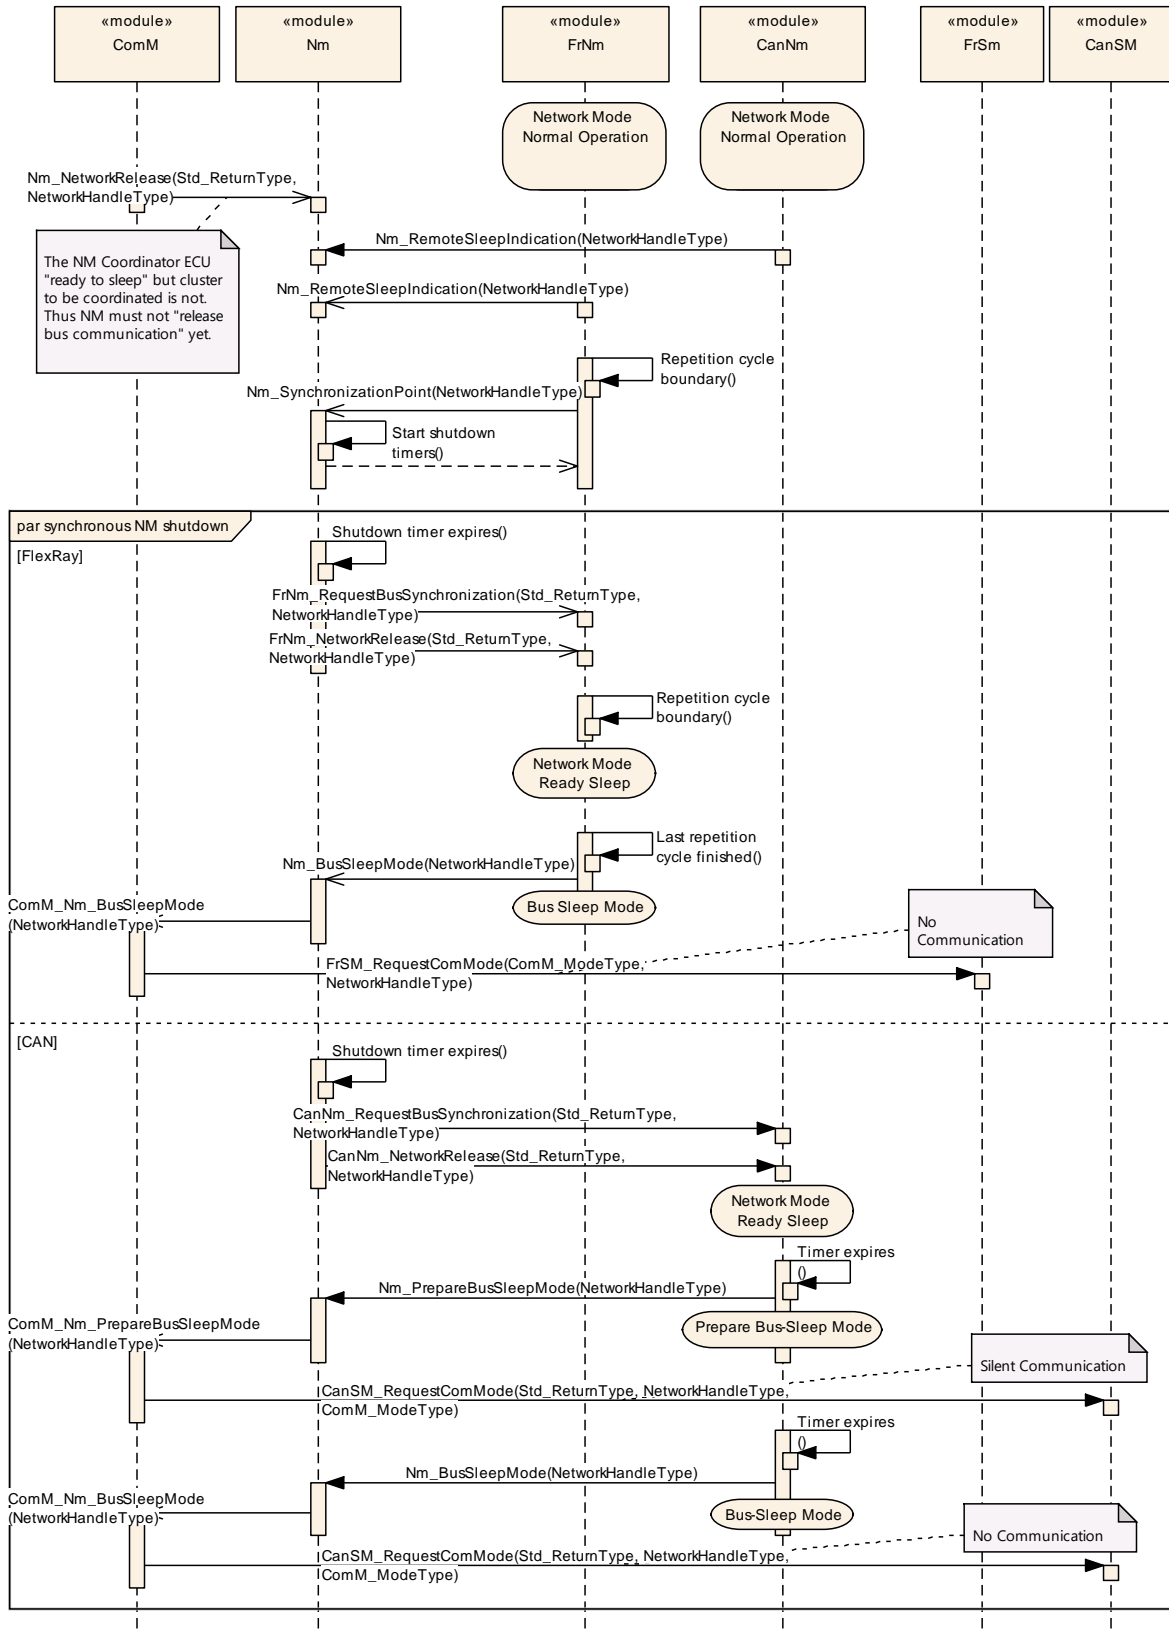 «module»
ComM
«module»
Nm
«module»
FrNm
«module»
CanNm
«module»
FrSm
«module»
CanSM
Network Mode
Normal Operation
Network Mode
Normal Operation
Nm_NetworkRelease(Std_ReturnType,
NetworkHandleType)
Nm_RemoteSleepIndication(NetworkHandleType)
The NM Coordinator ECU
"ready to sleep" but cluster
to be coordinated is not.
Thus NM must not "release
bus communication" yet.
Nm_RemoteSleepIndication(NetworkHandleType)
Repetition cycle
boundary()
Nm_SynchronizationPoint(NetworkHandleType)
Start shutdown
timers()
par synchronous NM shutdown
[FlexRay]
Shutdown timer expires()
FrNm_RequestBusSynchronization(Std_ReturnType,
NetworkHandleType)
FrNm_NetworkRelease(Std_ReturnType,
NetworkHandleType)
Repetition cycle
boundary()
Network Mode
Ready Sleep
Last repetition
cycle finished()
Nm_BusSleepMode(NetworkHandleType)
Bus Sleep Mode
ComM_Nm_BusSleepMode
(NetworkHandleType)
No
Communication
FrSM_RequestComMode(ComM_ModeType,
NetworkHandleType)
[CAN]
Shutdown timer expires()
CanNm_RequestBusSynchronization(Std_ReturnType,
NetworkHandleType)
CanNm_NetworkRelease(Std_ReturnType,
NetworkHandleType)
Network Mode
Ready Sleep
Timer expires
()
Nm_PrepareBusSleepMode(NetworkHandleType)
Prepare Bus-Sleep Mode
ComM_Nm_PrepareBusSleepMode
(NetworkHandleType)
Silent Communication
CanSM_RequestComMode(Std_ReturnType, NetworkHandleType,
ComM_ModeType)
Timer expires
()
Nm_BusSleepMode(NetworkHandleType)
Bus-Sleep Mode
ComM_Nm_BusSleepMode
(NetworkHandleType)
No Communication
CanSM_RequestComMode(Std_ReturnType, NetworkHandleType,
ComM_ModeType)